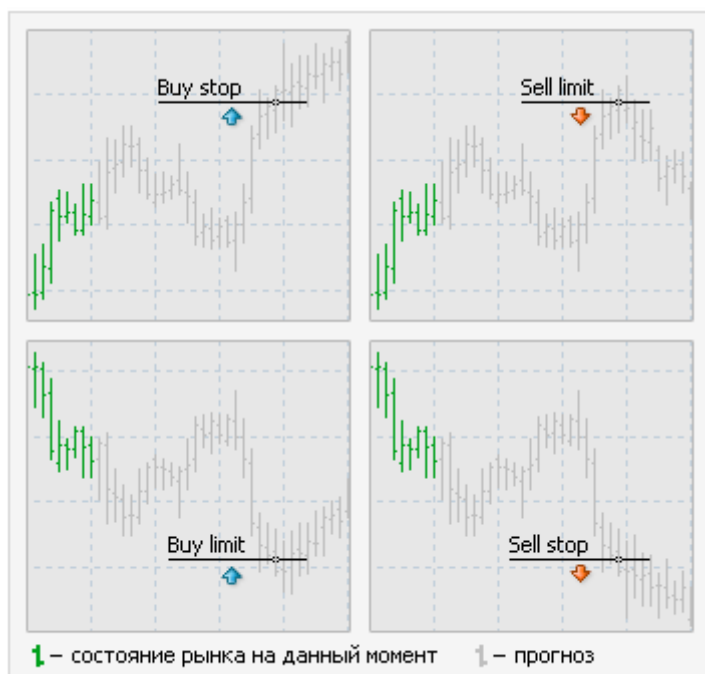 Buy stop
Sell limit
Buy limit
Sell stop
– состояние рынка на данный момент
– прогноз